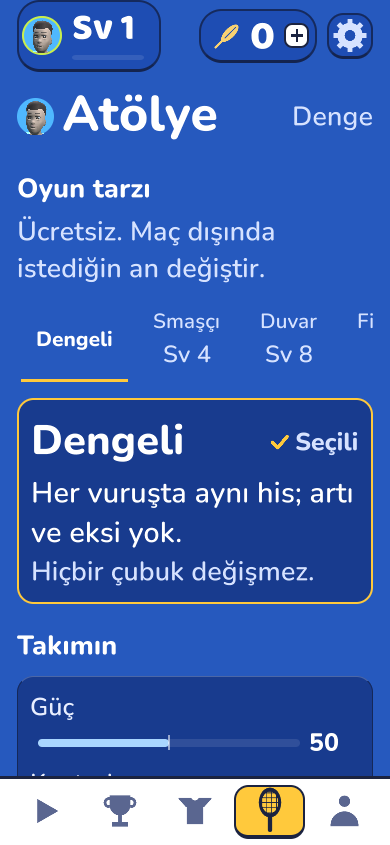 Sv 1
0
Atölye
Denge
Oyun tarzı
Ücretsiz. Maç dışında
istediğin an değiştir.
Dengeli
Smaşçı
Sv 4
Duvar
Sv 8
Fi
Dengeli
Seçili
Her vuruşta aynı his; artı
ve eksi yok.
Hiçbir çubuk değişmez.
Takımın
Güç
50